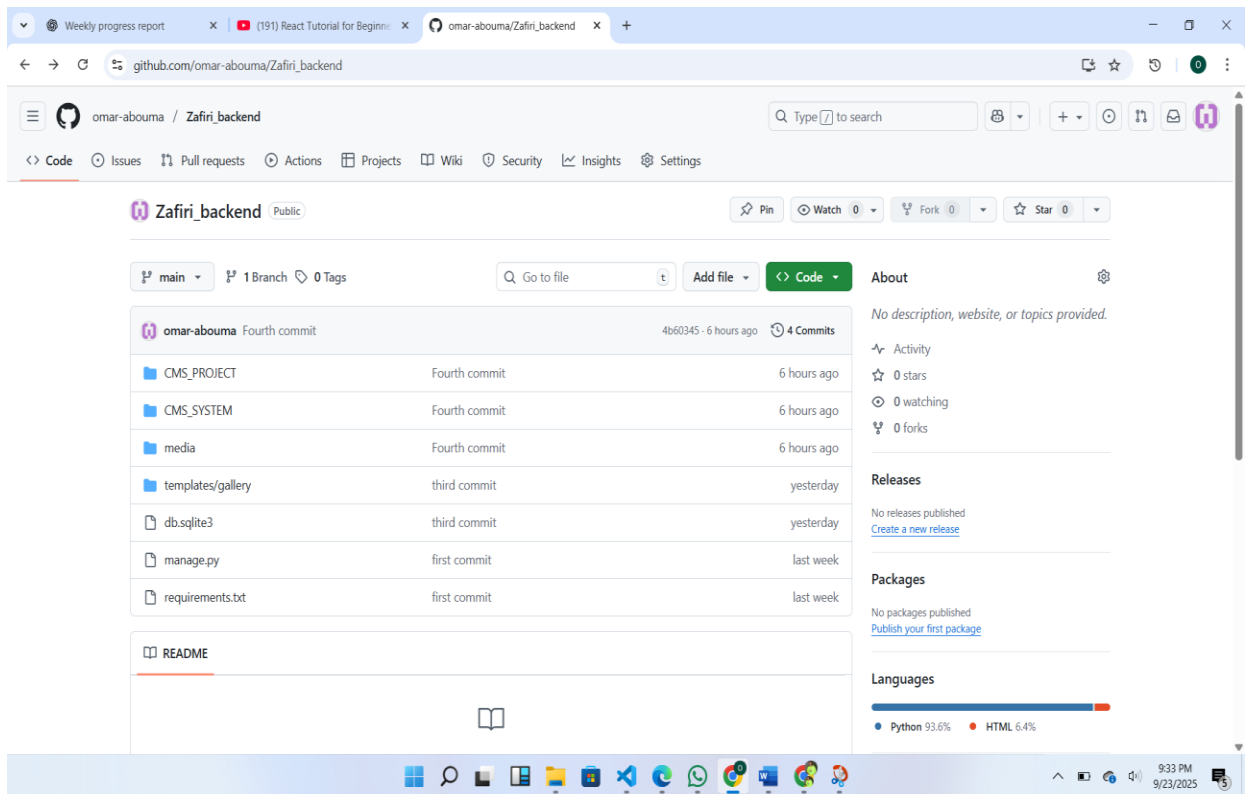 Weekly progress report
(191) React Tutorial for Beginne
omar-abouma/Zafiri_backend
github.com/omar-abouma/Zafiri_backend
O
omar-abouma / Zafiri_backend
Type / to search
Code Issues Pull requests Actions Projects Wiki Security Insights Settings
Zafiri_backend Public
Pin Watch 0 Fork 0 Star 0
main 1 Branch 0 Tags
Go to file t
Add file
Code
omar-abouma Fourth commit 4b60345 · 6 hours ago 4 Commits
CMS_PROJECT Fourth commit 6 hours ago
CMS_SYSTEM Fourth commit 6 hours ago
media Fourth commit 6 hours ago
templates/gallery third commit yesterday
db.sqlite3 third commit yesterday
manage.py first commit last week
requirements.txt first commit last week
README
About
No description, website, or topics provided.
Activity
0 stars
0 watching
0 forks
Releases
No releases published
Create a new release
Packages
No packages published
Publish your first package
Languages
Python 93.6% HTML 6.4%
9:33 PM
9/23/2025
5